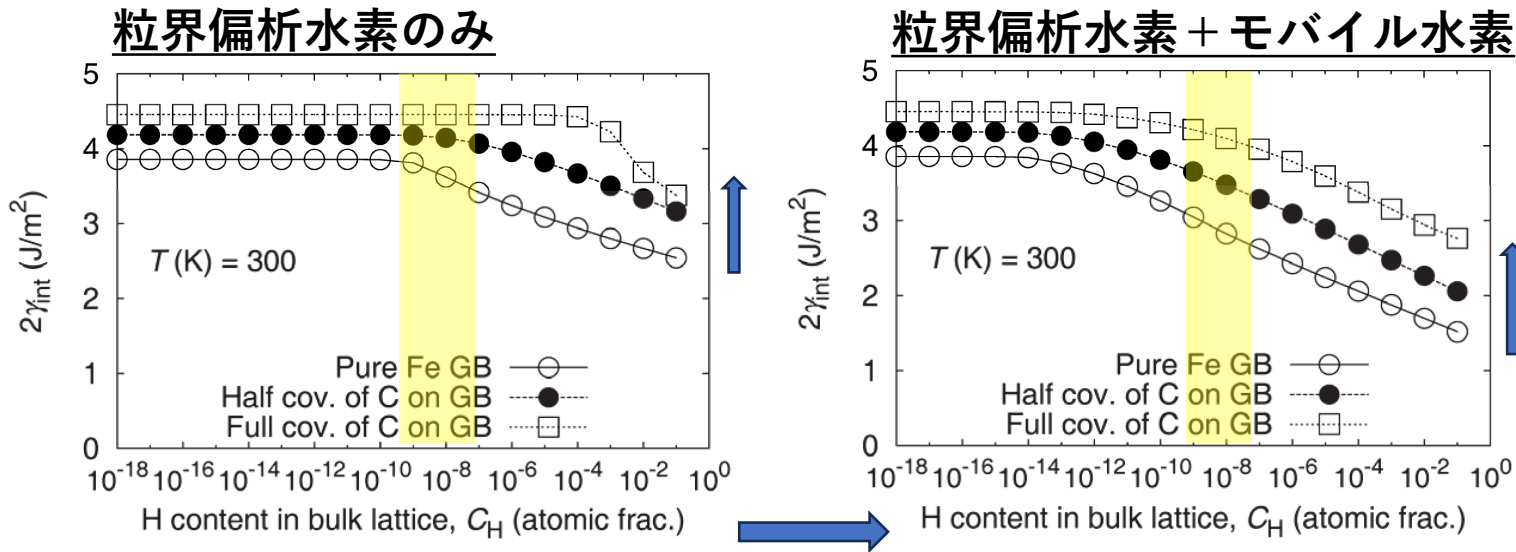 粒界偏析水素のみ
5
4
3
2
1
0
2γint (J/m2)
T (K) = 300
Pure Fe GB
Half cov. of C on GB
Full cov. of C on GB
10-18 10-16 10-14 10-12 10-10 10-8 10-6 10-4 10-2 100
H content in bulk lattice, CH (atomic frac.)
粒界偏析水素+モバイル水素
5
4
3
2
1
0
2γint (J/m2)
T (K) = 300
Pure Fe GB
Half cov. of C on GB
Full cov. of C on GB
10-18 10-16 10-14 10-12 10-10 10-8 10-6 10-4 10-2 100
H content in bulk lattice, CH (atomic frac.)